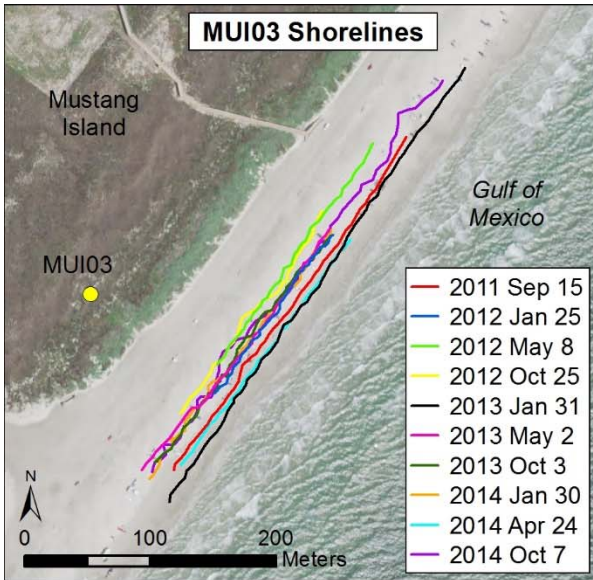 MUI03 Shorelines
Mustang
Island
Gulf of
Mexico
MUI03
2011 Sep 15
2012 Jan 25
2012 May 8
2012 Oct 25
2013 Jan 31
2013 May 2
2013 Oct 3
2014 Jan 30
2014 Apr 24
2014 Oct 7
N
0 100 200
Meters